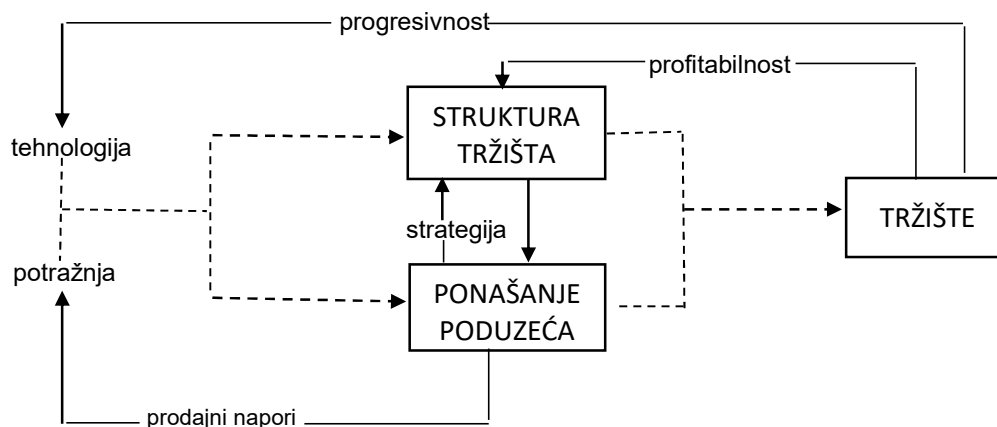 progresivnost
profitabilnost
STRUKTURA
TRŽIŠTA
tehnologija
TRŽIŠTE
strategija
potražnja
PONAŠANJE
PODUZEĆA
prodajni napori